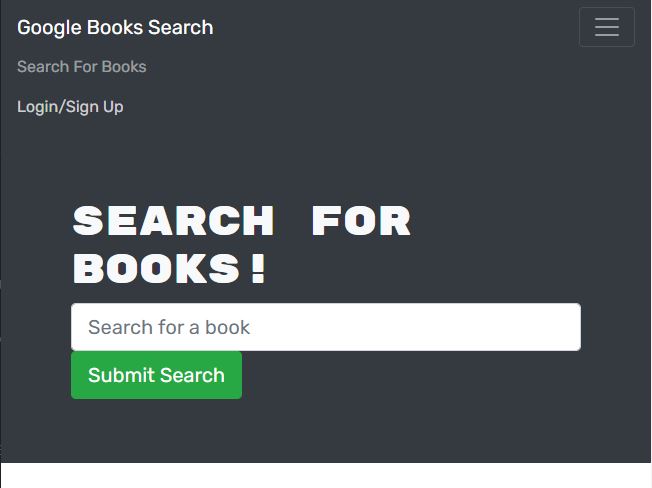 Google Books Search
Search For Books
Login/Sign Up
SEARCH FOR
BOOKS!
Search for a book
Submit Search